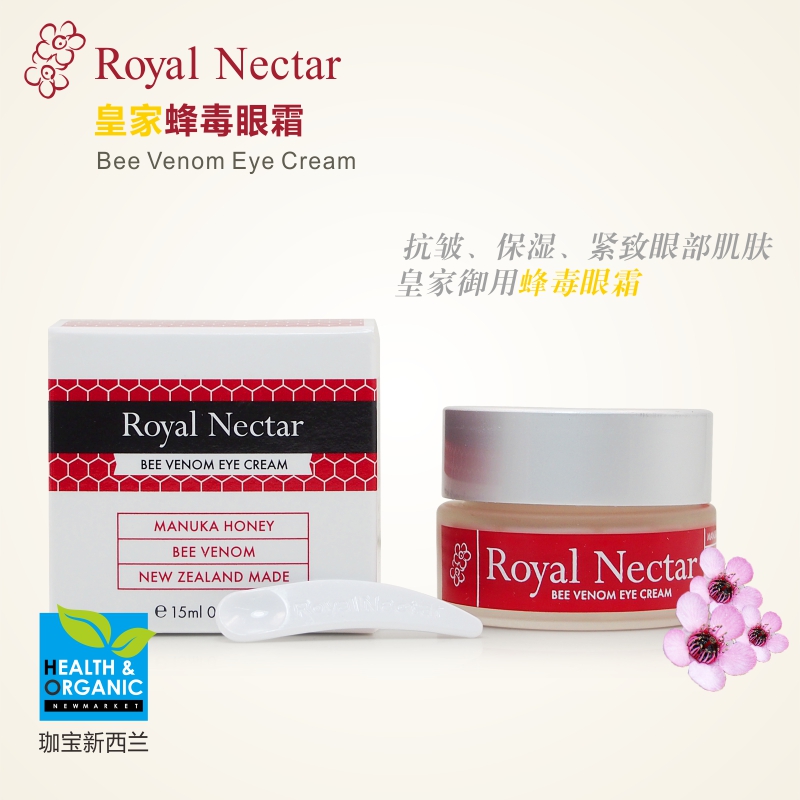 Royal Nectar
皇家蜂毒眼霜
Bee Venom Eye Cream
抗皱、保湿、紧致眼部肌肤
皇家御用蜂毒眼霜
Royal Nectar
BEE VENOM EYE CREAM
MANUKA HONEY
BEE VENOM
NEW ZEALAND MADE
℮ 15ml 0
Royal Nectar
BEE VENOM EYE CREAM
HEALTH &
ORGANIC
NEWMARKET
珈宝新西兰